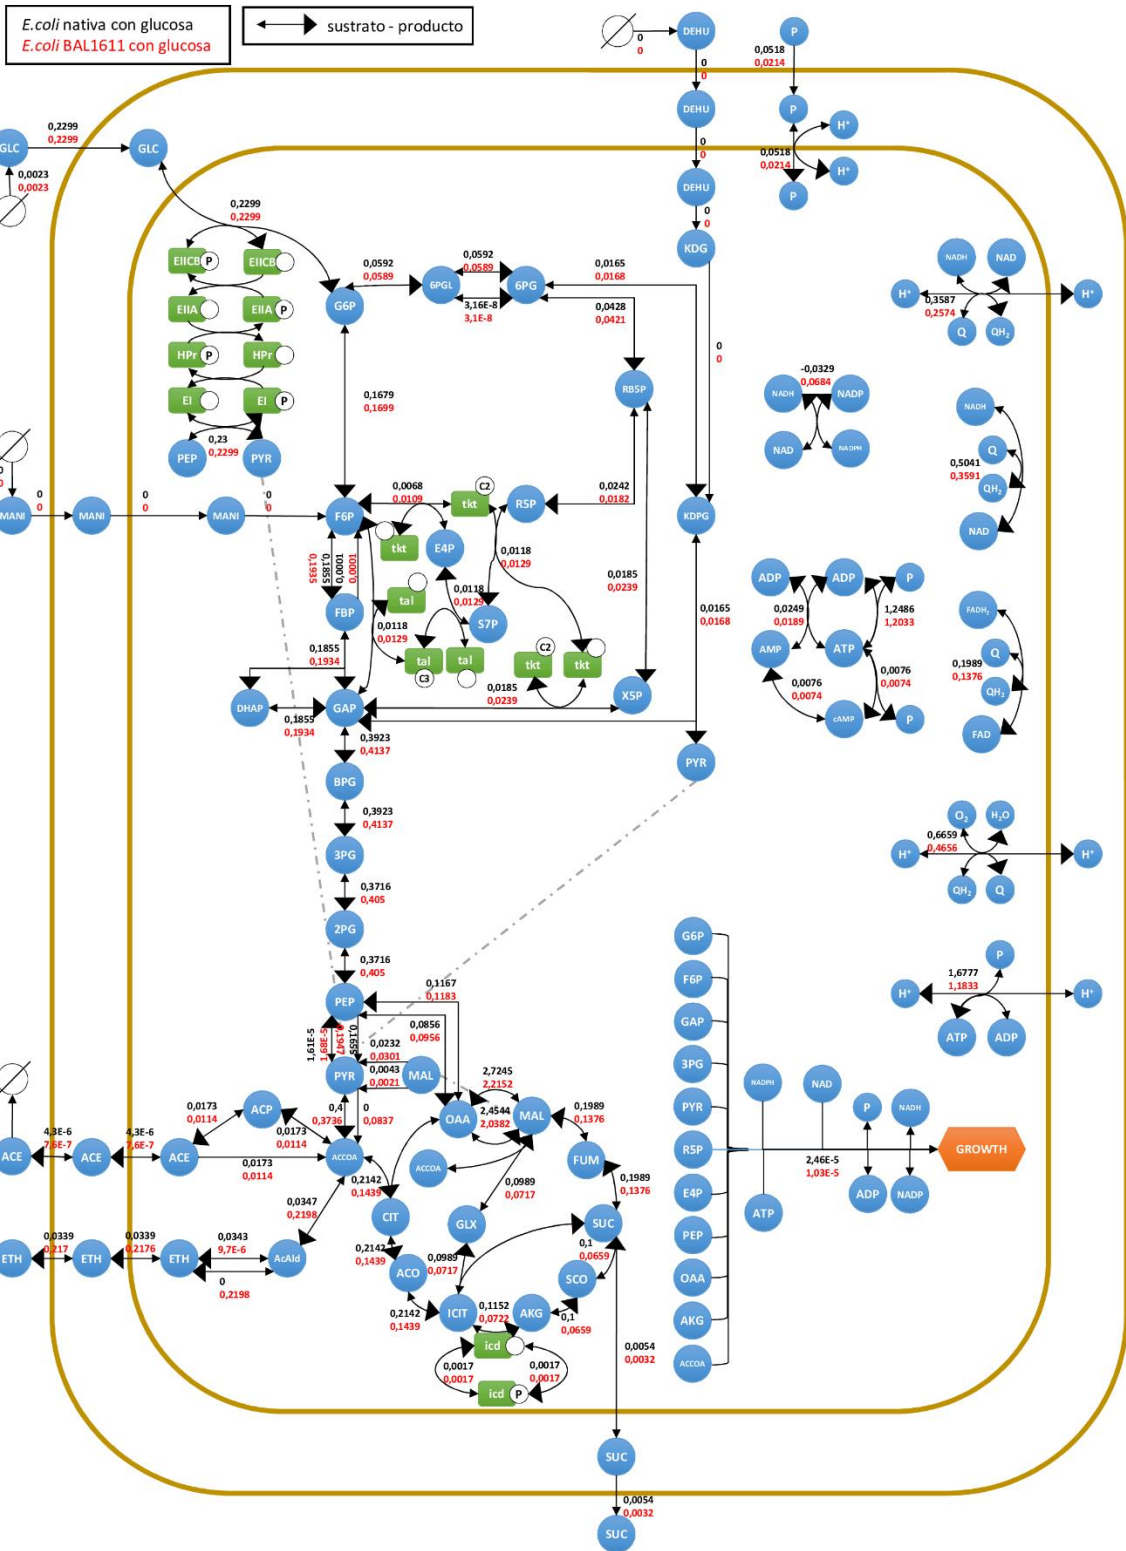 E.coli nativa con glucosa
E.coli BAL1611 con glucosa
sustrato - producto
0
0
DEHU
P
0
0
0,0518
0,0214
DEHU
P
H⁺
0
0
0,0518
0,0214
H⁺
DEHU
P
0
0
KDG
0
0
GLC
0,2299
0,2299
GLC
0,0023
0,0023
0,2299
0,2299
EIICB
P
EIICB
EIIA
EIIA
P
HPr
P
HPr
EI
EI
P
PEP
0,23
0,2299
PYR
G6P
0,0592
0,0589
6PGL
0,0592
0,0589
3,16E-8
3,1E-8
6PG
0,0165
0,0168
0,0428
0,0421
RB5P
0,1679
0,1699
0
0
MANI
0
0
MANI
0
0
MANI
0
0
F6P
0,0068
0,0109
tkt
C2
tkt
E4P
R5P
0,0242
0,0182
KDPG
0,1855
0,1935
0,0001
0,0001
FBP
tal
0,0118
0,0129
0,0118
0,0129
S7P
0,0118
0,0129
0,0185
0,0239
0,0165
0,0168
tal
C3
tal
tkt
C2
tkt
0,1855
0,1934
DHAP
0,1855
0,1934
GAP
0,0185
0,0239
X5P
PYR
0,3923
0,4137
BPG
0,3923
0,4137
3PG
0,3716
0,405
2PG
0,3716
0,405
PEP
0,1167
0,1183
0,0856
0,0956
1,61E-5
0,1655
0,1947
0,0232
0,0301
0,0043
0,0021
PYR
MAL
0,4
0,3736
0
0,0837
OAA
2,7245
2,2152
2,4544
2,0382
MAL
0,1989
0,1376
FUM
0,1989
0,1376
ACE
4,3E-6
7,6E-7
ACE
4,3E-6
7,6E-7
ACE
0,0173
0,0114
ACP
0,0173
0,0114
0,0173
0,0114
ACCOA
ACCOA
0,2142
0,1439
CIT
0,0989
0,0717
GLX
SUC
0,0347
0,2198
ETH
0,0339
0,217
ETH
0,0339
0,2176
ETH
0,0343
9,7E-6
0
0,2198
AcAld
0,2142
0,1439
ACO
0,0989
0,0717
0,1
0,0659
SCO
0,2142
0,1439
ICIT
0,1152
0,0722
AKG
0,1
0,0659
icd
0,0017
0,0017
0,0017
0,0017
icd
P
0,0054
0,0032
SUC
0,0054
0,0032
SUC
NADH
NAD
H⁺
0,3587
0,2574
Q
QH₂
H⁺
-0,0329
0,0684
NADH
NADP
NAD
NADPH
NADH
Q
0,5041
0,3591
QH₂
NAD
ADP
ADP
P
0,0249
0,0189
1,2486
1,2033
AMP
ATP
0,0076
0,0074
0,0076
0,0074
cAMP
P
FADH₂
Q
0,1989
0,1376
QH₂
FAD
O₂
H₂O
H⁺
0,6659
0,4656
QH₂
Q
H⁺
P
H⁺
1,6777
1,1833
ATP
ADP
H⁺
G6P
F6P
GAP
3PG
PYR
R5P
E4P
PEP
OAA
AKG
ACCOA
NADPH
NAD
P
NADH
2,46E-5
1,03E-5
GROWTH
ATP
ADP
NADP